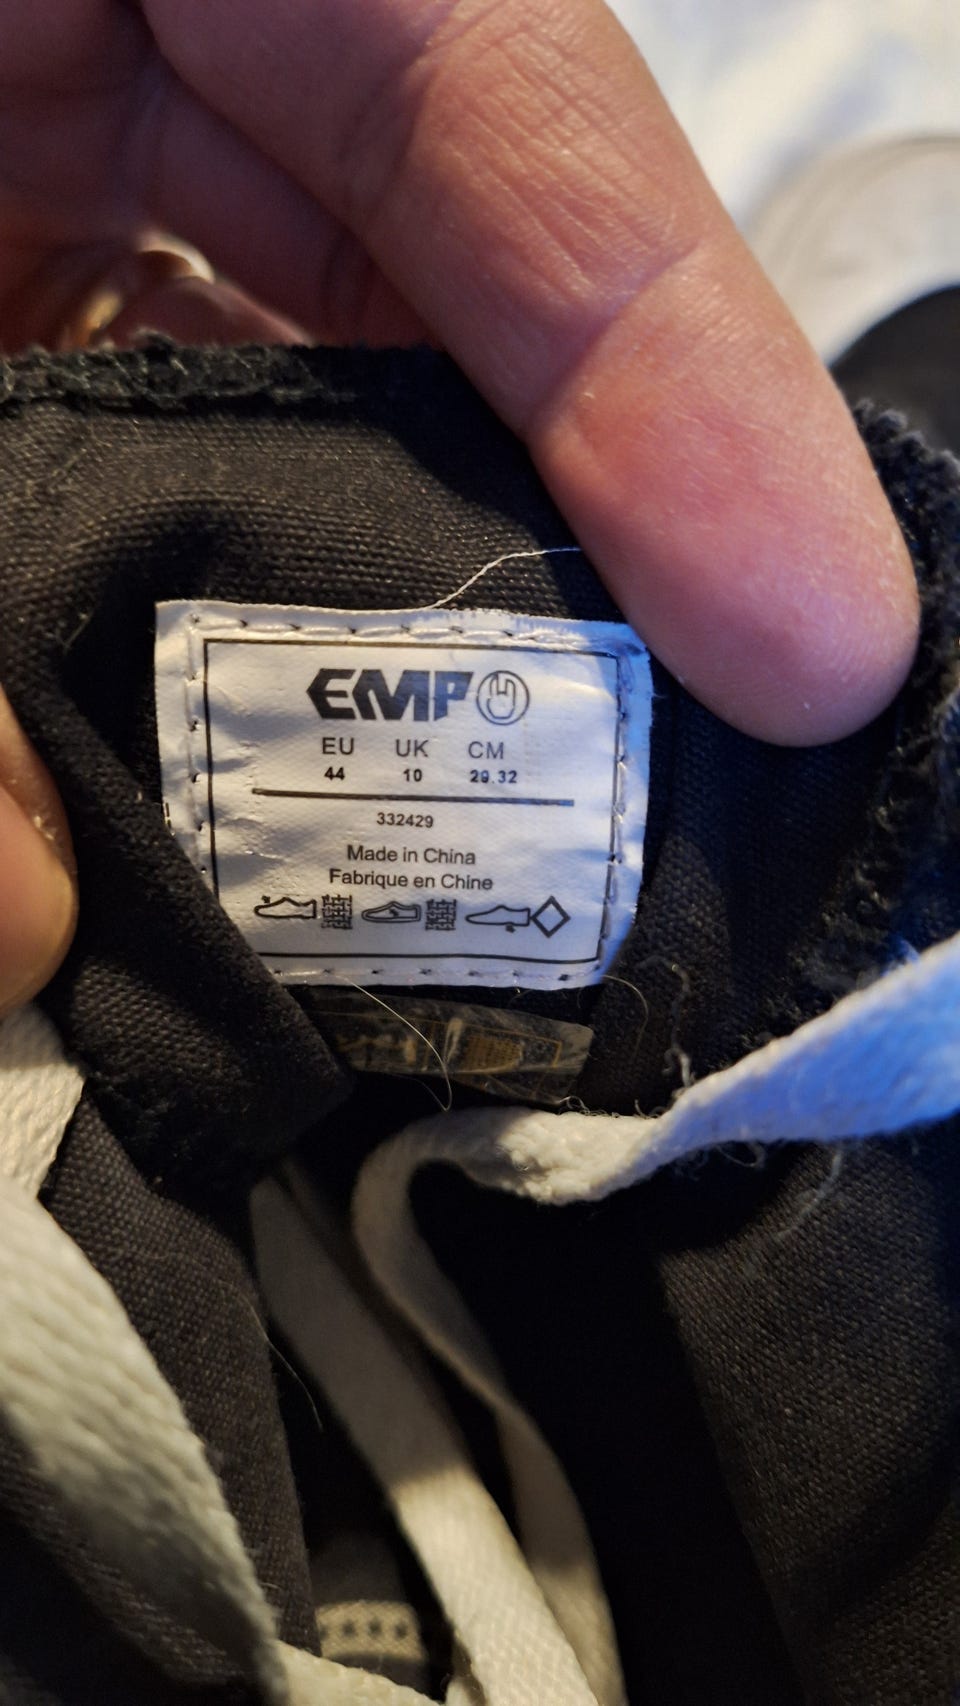 EMP
EU UK CM
44 10 29.32
332429
Made in China
Fabrique en Chine